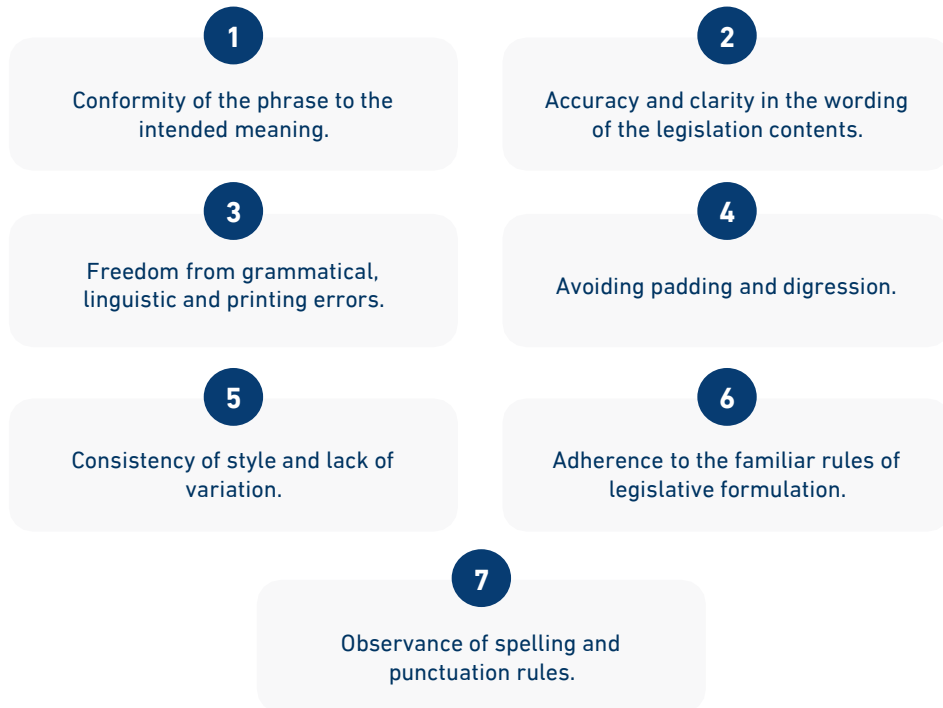 1
Conformity of the phrase to the
intended meaning.
2
Accuracy and clarity in the wording
of the legislation contents.
3
Freedom from grammatical,
linguistic and printing errors.
4
Avoiding padding and digression.
5
Consistency of style and lack of
variation.
6
Adherence to the familiar rules of
legislative formulation.
7
Observance of spelling and
punctuation rules.